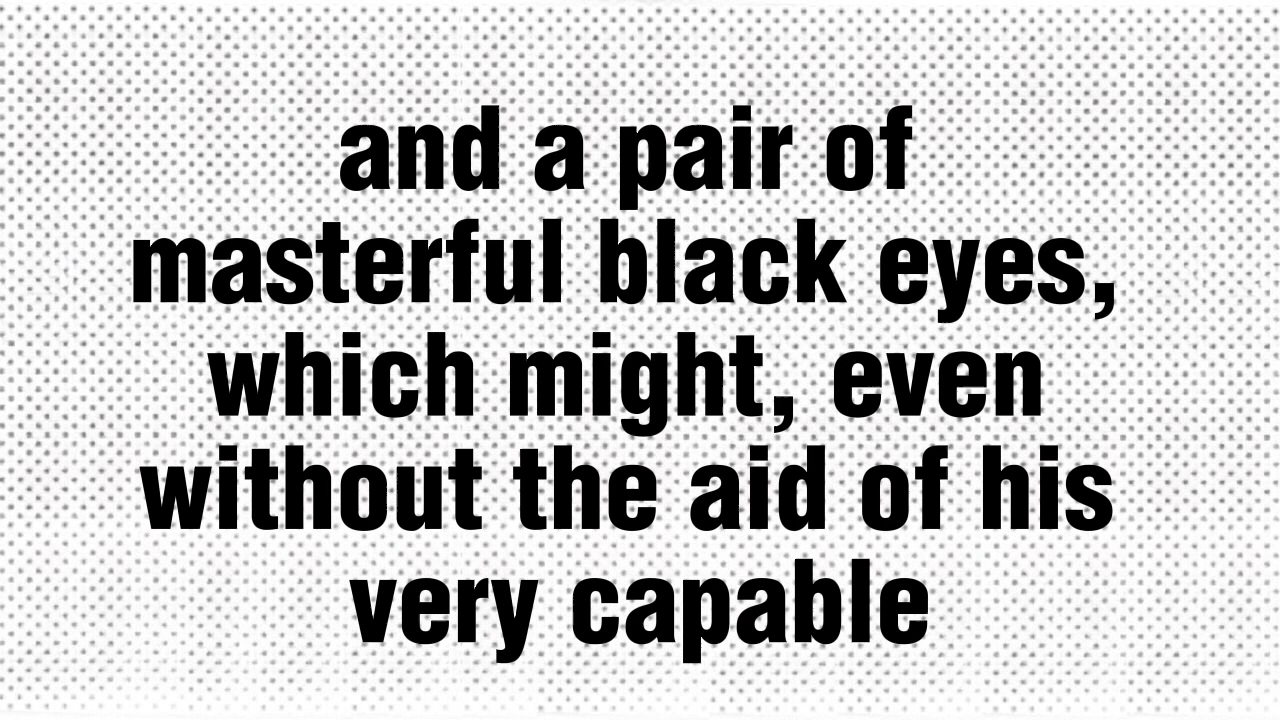 and a pair of
masterful black eyes,
which might, even
without the aid of his
very capable